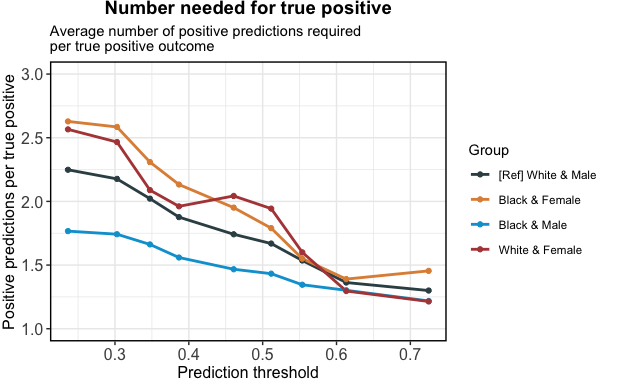 Number needed for true positive
Average number of positive predictions required
per true positive outcome
Positive predictions per true positive
3.0
2.5
2.0
1.5
1.0
0.3 0.4 0.5 0.6 0.7
Prediction threshold
Group
[Ref] White & Male
Black & Female
Black & Male
White & Female